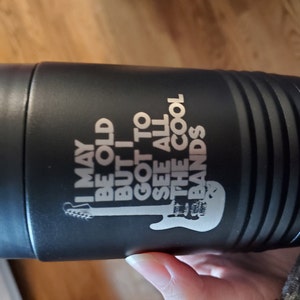 I MAY
BE OLD
BUT I
GOT TO
SEE ALL
THE COOL
BANDS